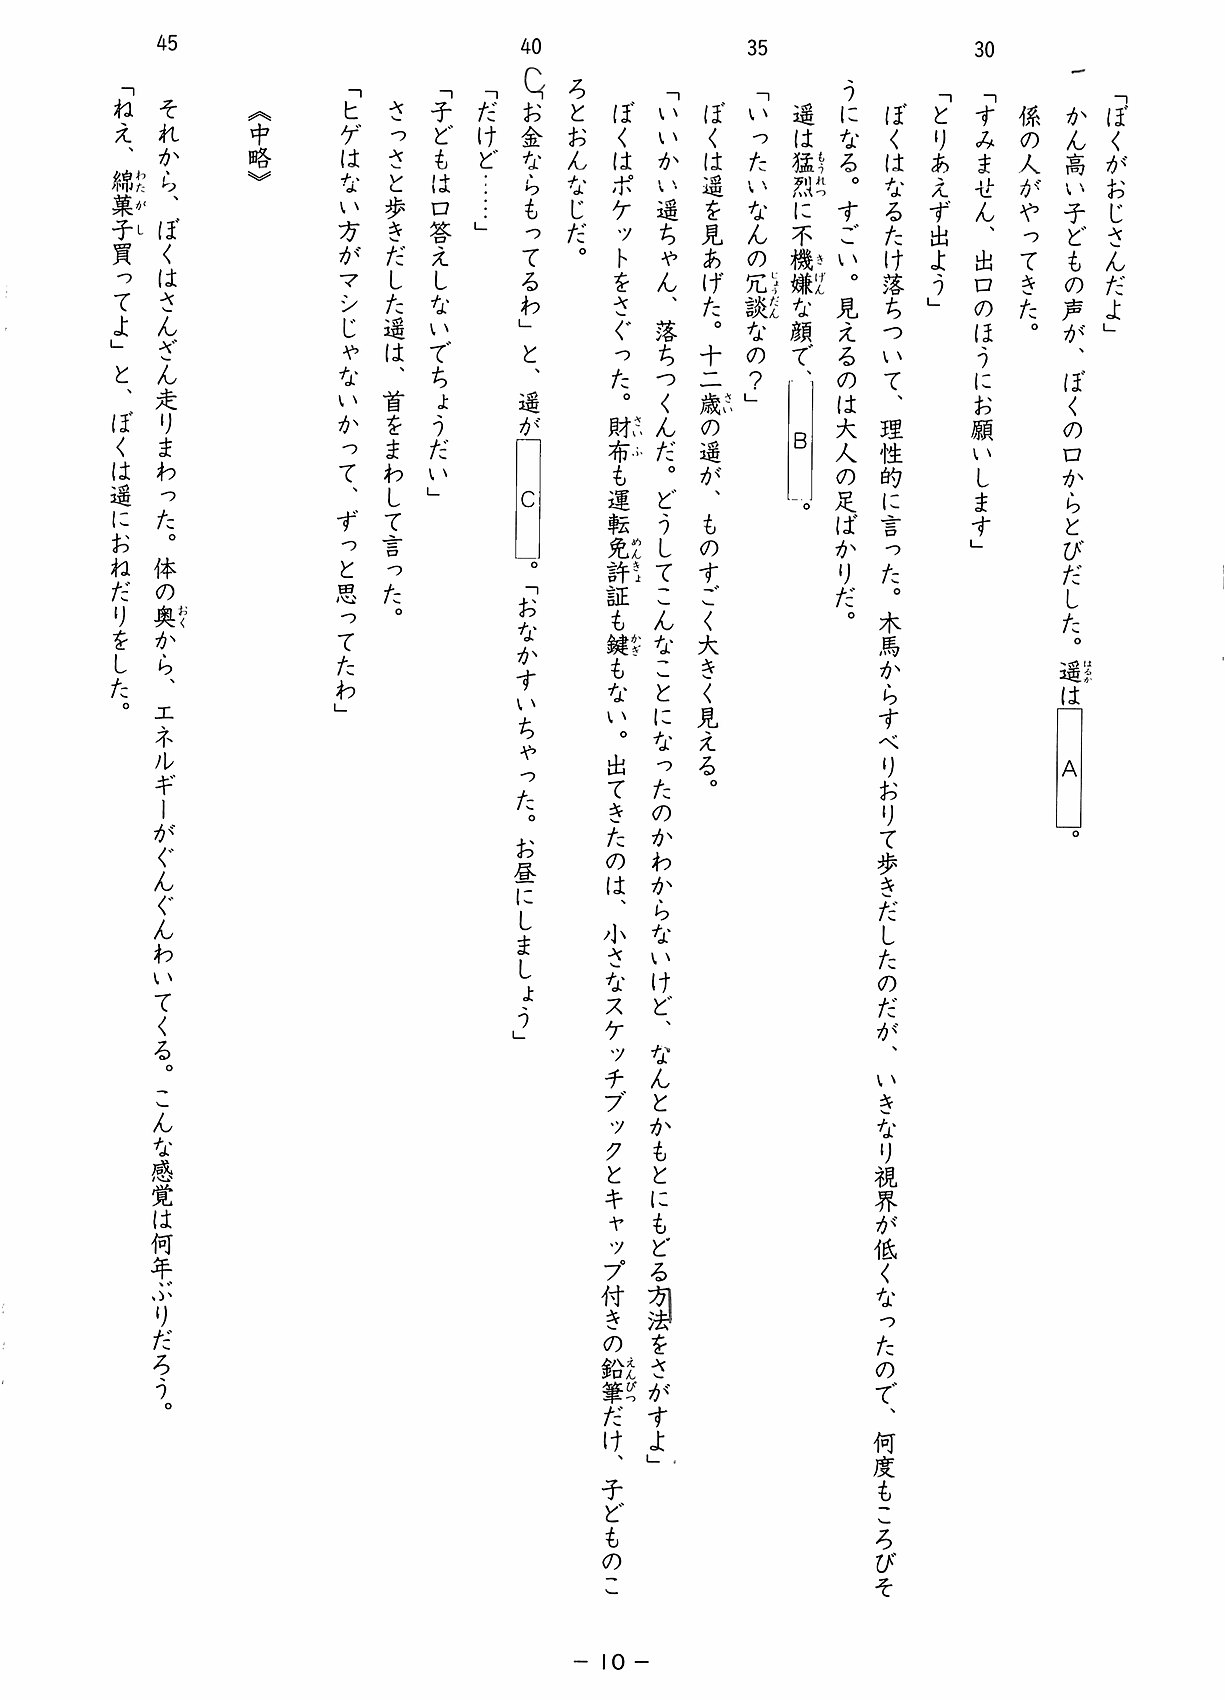 「ぼくがおじさんだよ」
かん高い子どもの声が、ぼくの口からとびだした。遥は A 。
係の人がやってきた。
30
「すみません、出口のほうにお願いします」
「とりあえず出よう」
ぼくはなるたけ落ちついて、理性的に言った。木馬からすべりおりて歩きだしたのだが、いきなり視界が低くなったので、何度もころびそ
うになる。すごい。見えるのは大人の足ばかりだ。
遥は猛烈に不機嫌な顔で、 B 。
35
「いったいなんの冗談なの？」
ぼくは遥を見あげた。十二歳の遥が、ものすごく大きく見える。
「いいかい遥ちゃん、落ちつくんだ。どうしてこんなことになったのかわからないけど、なんとかもとにもどる方法をさがすよ」
ぼくはポケットをさぐった。財布も運転免許証も鍵もない。出てきたのは、小さなスケッチブックとキャップ付きの鉛筆だけ、子どものこ
ろとおんなじだ。
40
C「お金ならもってるわ」と、遥が C 。「おなかすいちゃった。お昼にしましょう」
「だけど……」
「子どもは口答えしないでちょうだい」
さっさと歩きだした遥は、首をまわして言った。
「ヒゲはない方がマシじゃないかって、ずっと思ってたわ」
《中略》
45
それから、ぼくはさんざん走りまわった。体の奥から、エネルギーがぐんぐんわいてくる。こんな感覚は何年ぶりだろう。
「ねえ、綿菓子買ってよ」と、ぼくは遥におねだりをした。
－10－